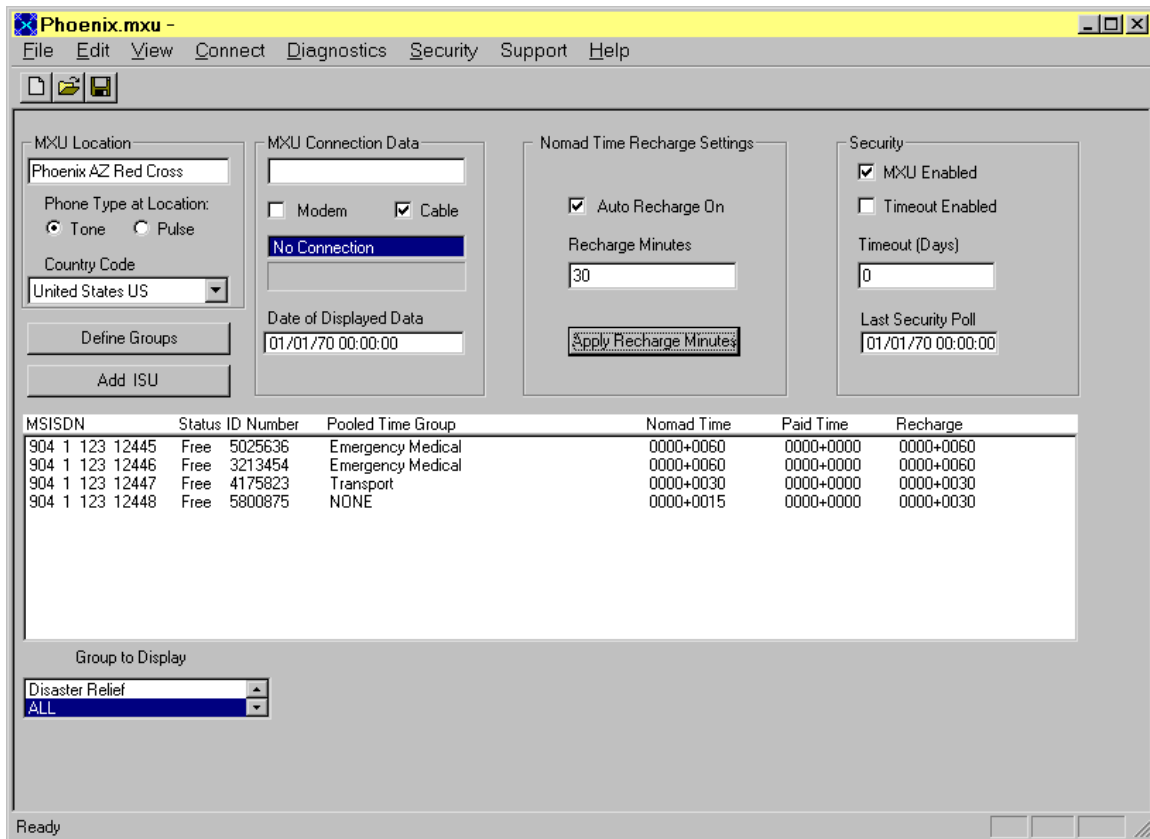 Phoenix.mxu -
File Edit View Connect Diagnostics Security Support Help
MXU Location
Phoenix AZ Red Cross
Phone Type at Location:
Tone Pulse
Country Code
United States US
Define Groups
Add ISU
MXU Connection Data
Modem Cable
No Connection
Date of Displayed Data
01/01/70 00:00:00
Nomad Time Recharge Settings
Auto Recharge On
Recharge Minutes
30
Apply Recharge Minutes
Security
MXU Enabled
Timeout Enabled
Timeout (Days)
0
Last Security Poll
01/01/70 00:00:00
MSISDN Status ID Number Pooled Time Group Nomad Time Paid Time Recharge
904 1 123 12445 Free 5025636 Emergency Medical 0000+0060 0000+0000 0000+0060
904 1 123 12446 Free 3213454 Emergency Medical 0000+0060 0000+0000 0000+0060
904 1 123 12447 Free 4175823 Transport 0000+0030 0000+0000 0000+0030
904 1 123 12448 Free 5800875 NONE 0000+0015 0000+0000 0000+0030
Group to Display
Disaster Relief
ALL
Ready